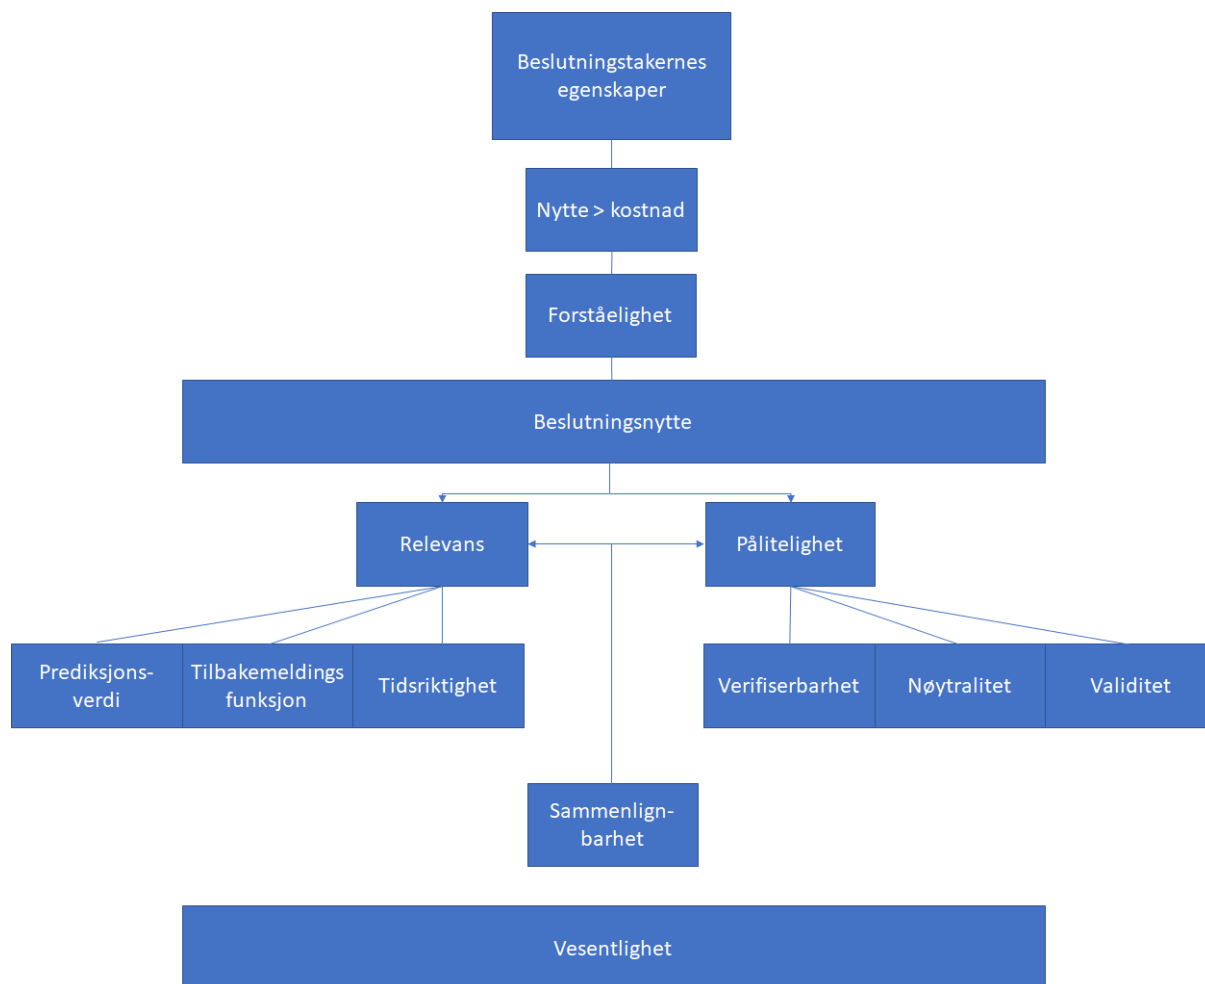 Beslutningstakernes
egenskaper
Nytte > kostnad
Forståelighet
Beslutningsnytte
Relevans
Pålitelighet
Prediksjons-
verdi
Tilbakemeldings
funksjon
Tidsriktighet
Verifiserbarhet
Nøytralitet
Validitet
Sammenlign-
barhet
Vesentlighet